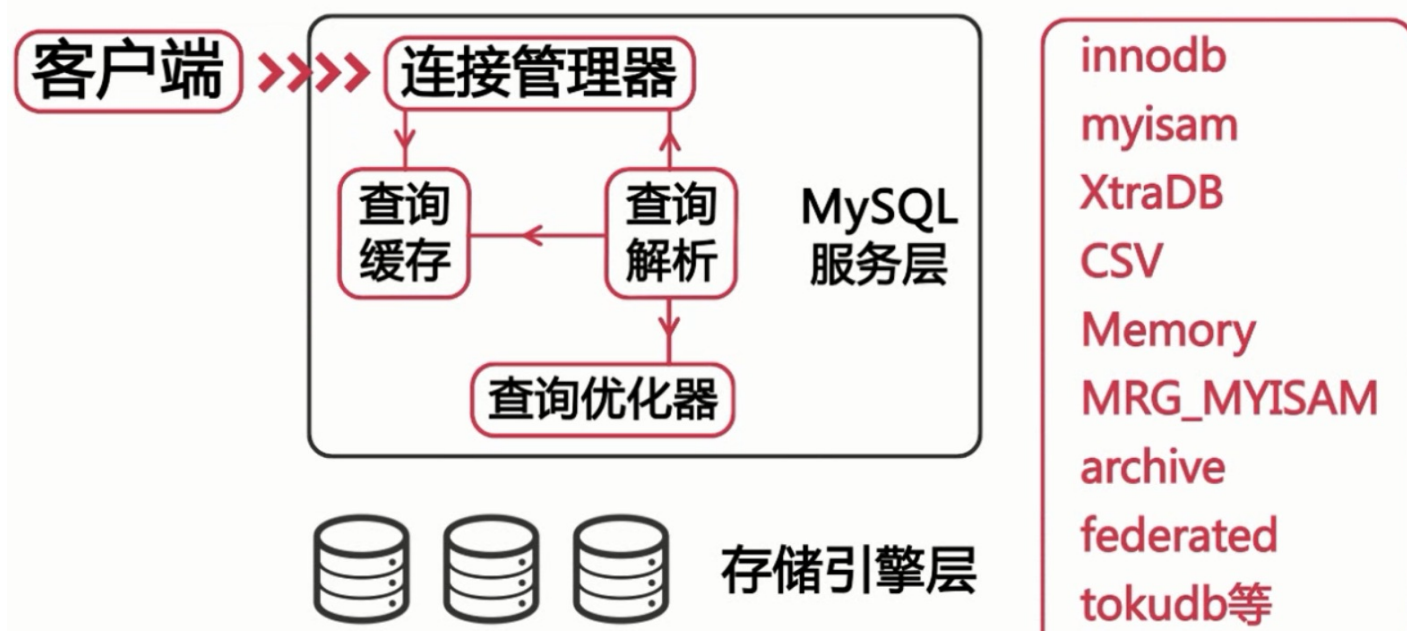 客户端
连接管理器
查询
缓存
查询
解析
查询优化器
MySQL
服务层
存储引擎层
innodb
myisam
XtraDB
CSV
Memory
MRG_MYISAM
archive
federated
tokudb等